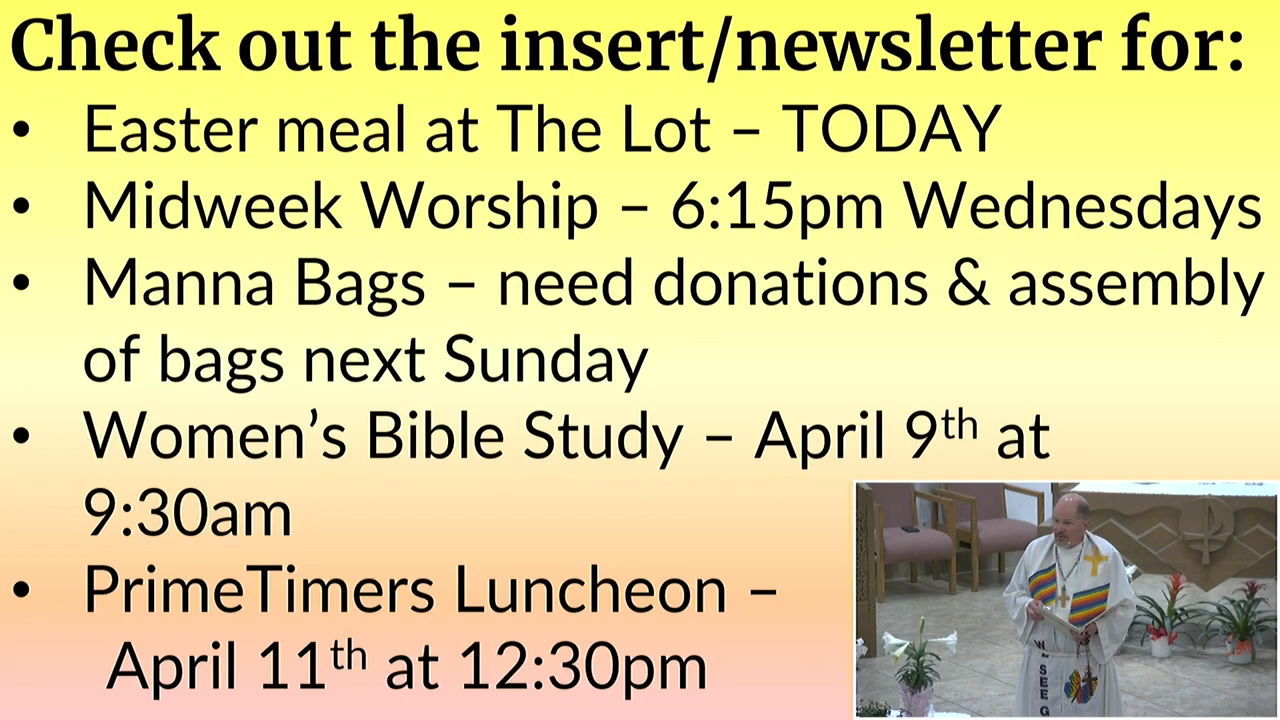 Check out the insert/newsletter for:
• Easter meal at The Lot – TODAY
• Midweek Worship – 6:15pm Wednesdays
• Manna Bags – need donations & assembly
of bags next Sunday
• Women’s Bible Study – April 9th at
9:30am
• PrimeTimers Luncheon –
April 11th at 12:30pm